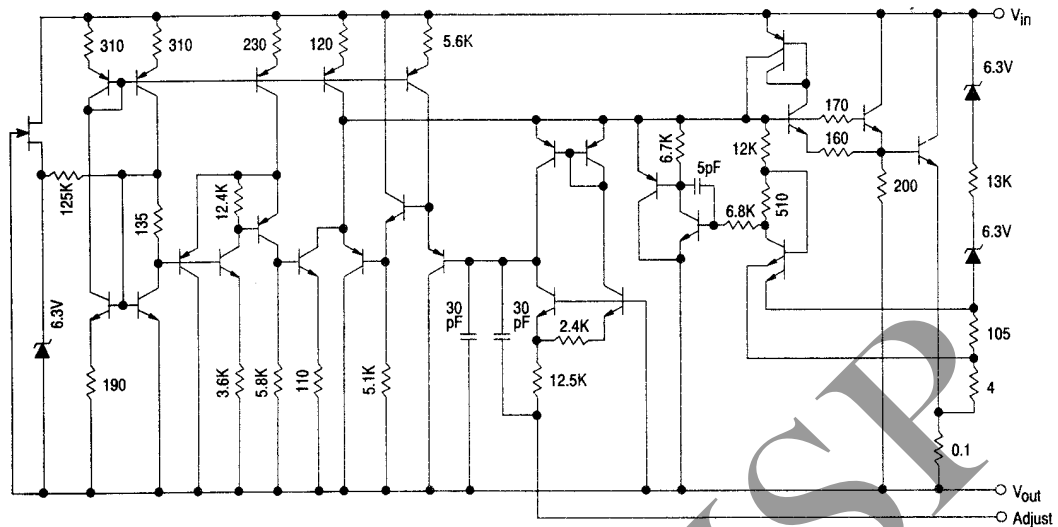 310
310
230
120
5.6K
Vin
6.3V
170
160
6.7K
12K
5pF
200
13K
125K
135
12.4K
6.8K
510
6.3V
6.3V
30
pF
30
pF
2.4K
105
190
3.6K
5.8K
110
5.1K
12.5K
4
0.1
Vout
Adjust
USP